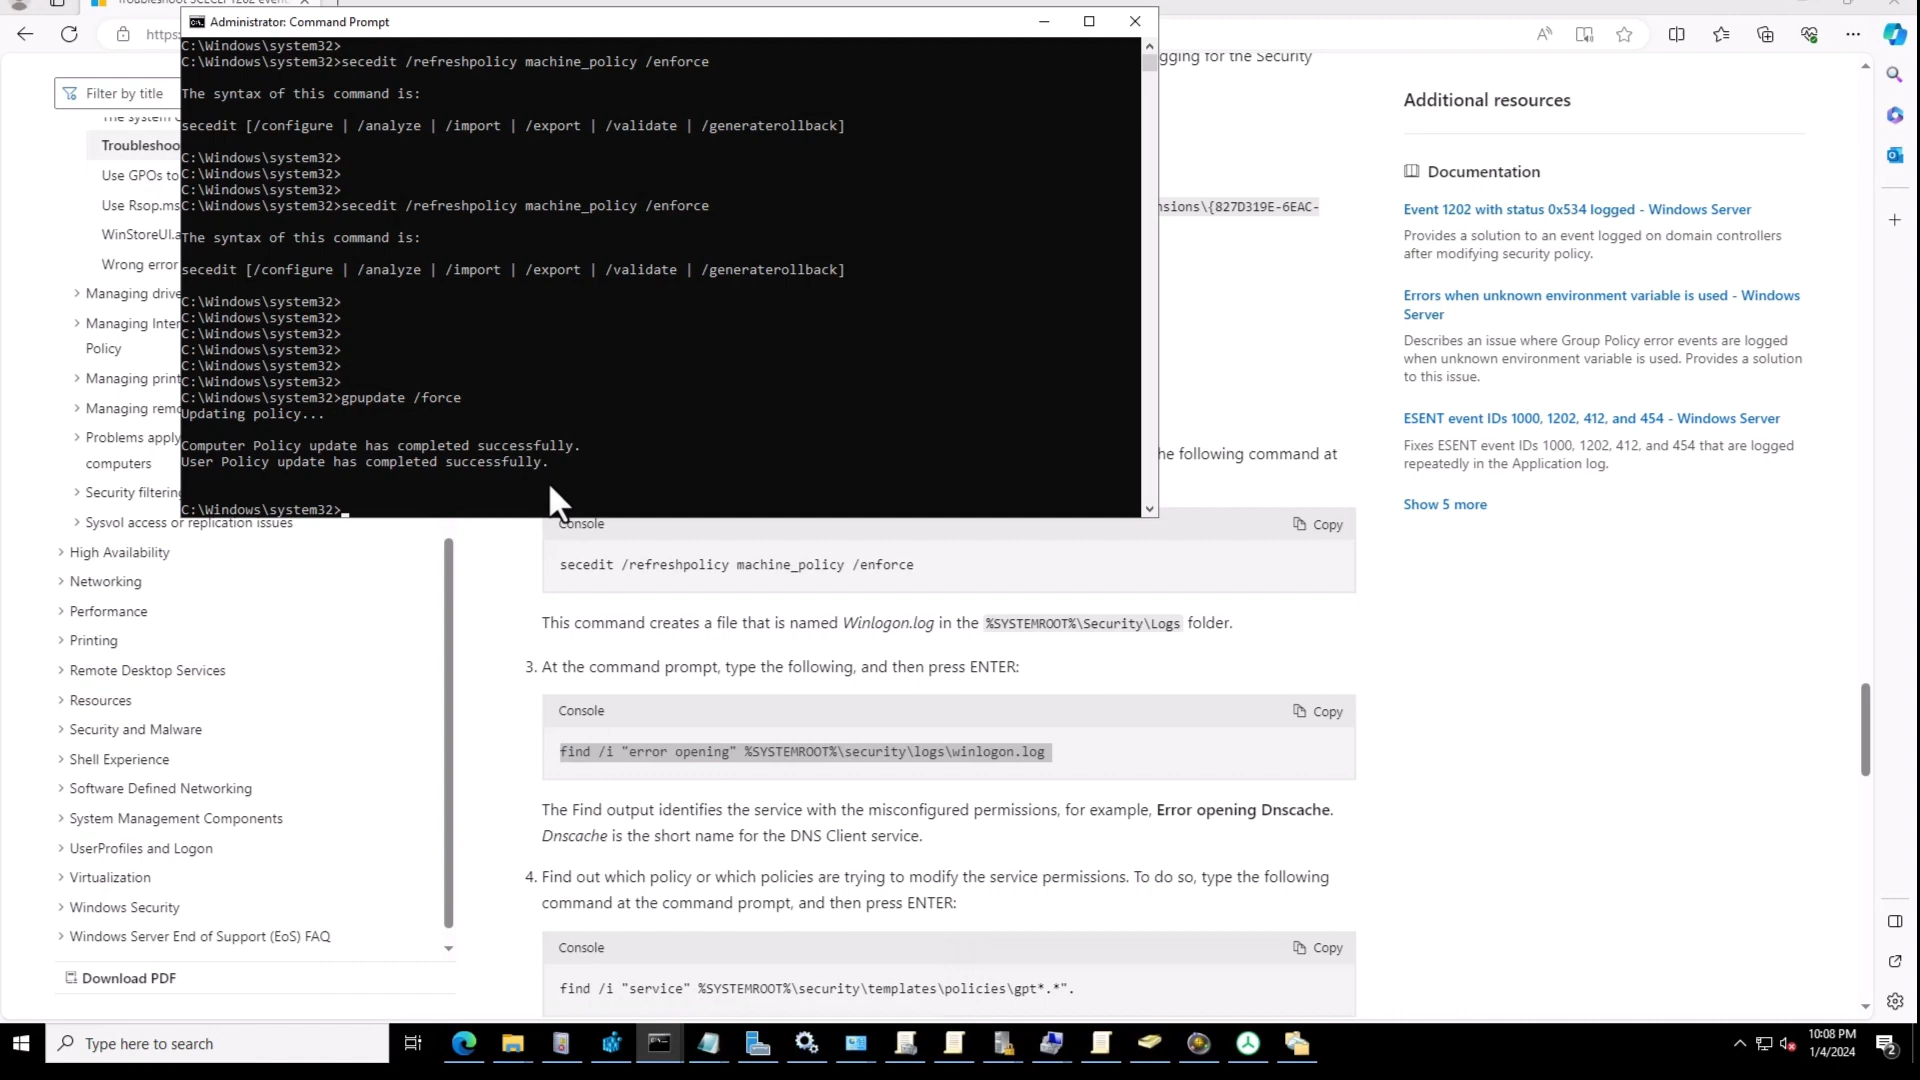 Administrator: Command Prompt
https:
C:\Windows\system32>
C:\Windows\system32>secedit /refreshpolicy machine_policy /enforce
The syntax of this command is:
secedit [/configure | /analyze | /import | /export | /validate | /generaterollback]
C:\Windows\system32>
C:\Windows\system32>
C:\Windows\system32>
C:\Windows\system32>secedit /refreshpolicy machine_policy /enforce
The syntax of this command is:
secedit [/configure | /analyze | /import | /export | /validate | /generaterollback]
C:\Windows\system32>
C:\Windows\system32>
C:\Windows\system32>
C:\Windows\system32>
C:\Windows\system32>
C:\Windows\system32>
C:\Windows\system32>gpupdate /force
Updating policy...
Computer Policy update has completed successfully.
User Policy update has completed successfully.
C:\Windows\system32>
Filter by title
The system c
Troubleshoo
Use GPOs to
Use Rsop.ms
WinStoreUI.a
Wrong error
Managing drive
Managing Inter
Policy
Managing print
Managing remo
Problems apply
computers
Security filtering
Sysvol access or replication issues
High Availability
Networking
Performance
Printing
Remote Desktop Services
Resources
Security and Malware
Shell Experience
Software Defined Networking
System Management Components
UserProfiles and Logon
Virtualization
Windows Security
Windows Server End of Support (EoS) FAQ
Download PDF
gging for the Security
nsions\{827D319E-6EAC-
he following command at
Console
Copy
secedit /refreshpolicy machine_policy /enforce
This command creates a file that is named Winlogon.log in the %SYSTEMROOT%\Security\Logs folder.
3. At the command prompt, type the following, and then press ENTER:
Console
Copy
find /i "error opening" %SYSTEMROOT%\security\logs\winlogon.log
The Find output identifies the service with the misconfigured permissions, for example, Error opening Dnscache.
Dnscache is the short name for the DNS Client service.
4. Find out which policy or which policies are trying to modify the service permissions. To do so, type the following
command at the command prompt, and then press ENTER:
Console
Copy
find /i "service" %SYSTEMROOT%\security\templates\policies\gpt*.*".
Additional resources
Documentation
Event 1202 with status 0x534 logged - Windows Server
Provides a solution to an event logged on domain controllers
after modifying security policy.
Errors when unknown environment variable is used - Windows
Server
Describes an issue where Group Policy error events are logged
when unknown environment variable is used. Provides a solution
to this issue.
ESENT event IDs 1000, 1202, 412, and 454 - Windows Server
Fixes ESENT event IDs 1000, 1202, 412, and 454 that are logged
repeatedly in the Application log.
Show 5 more
Type here to search
10:08 PM
1/4/2024
2